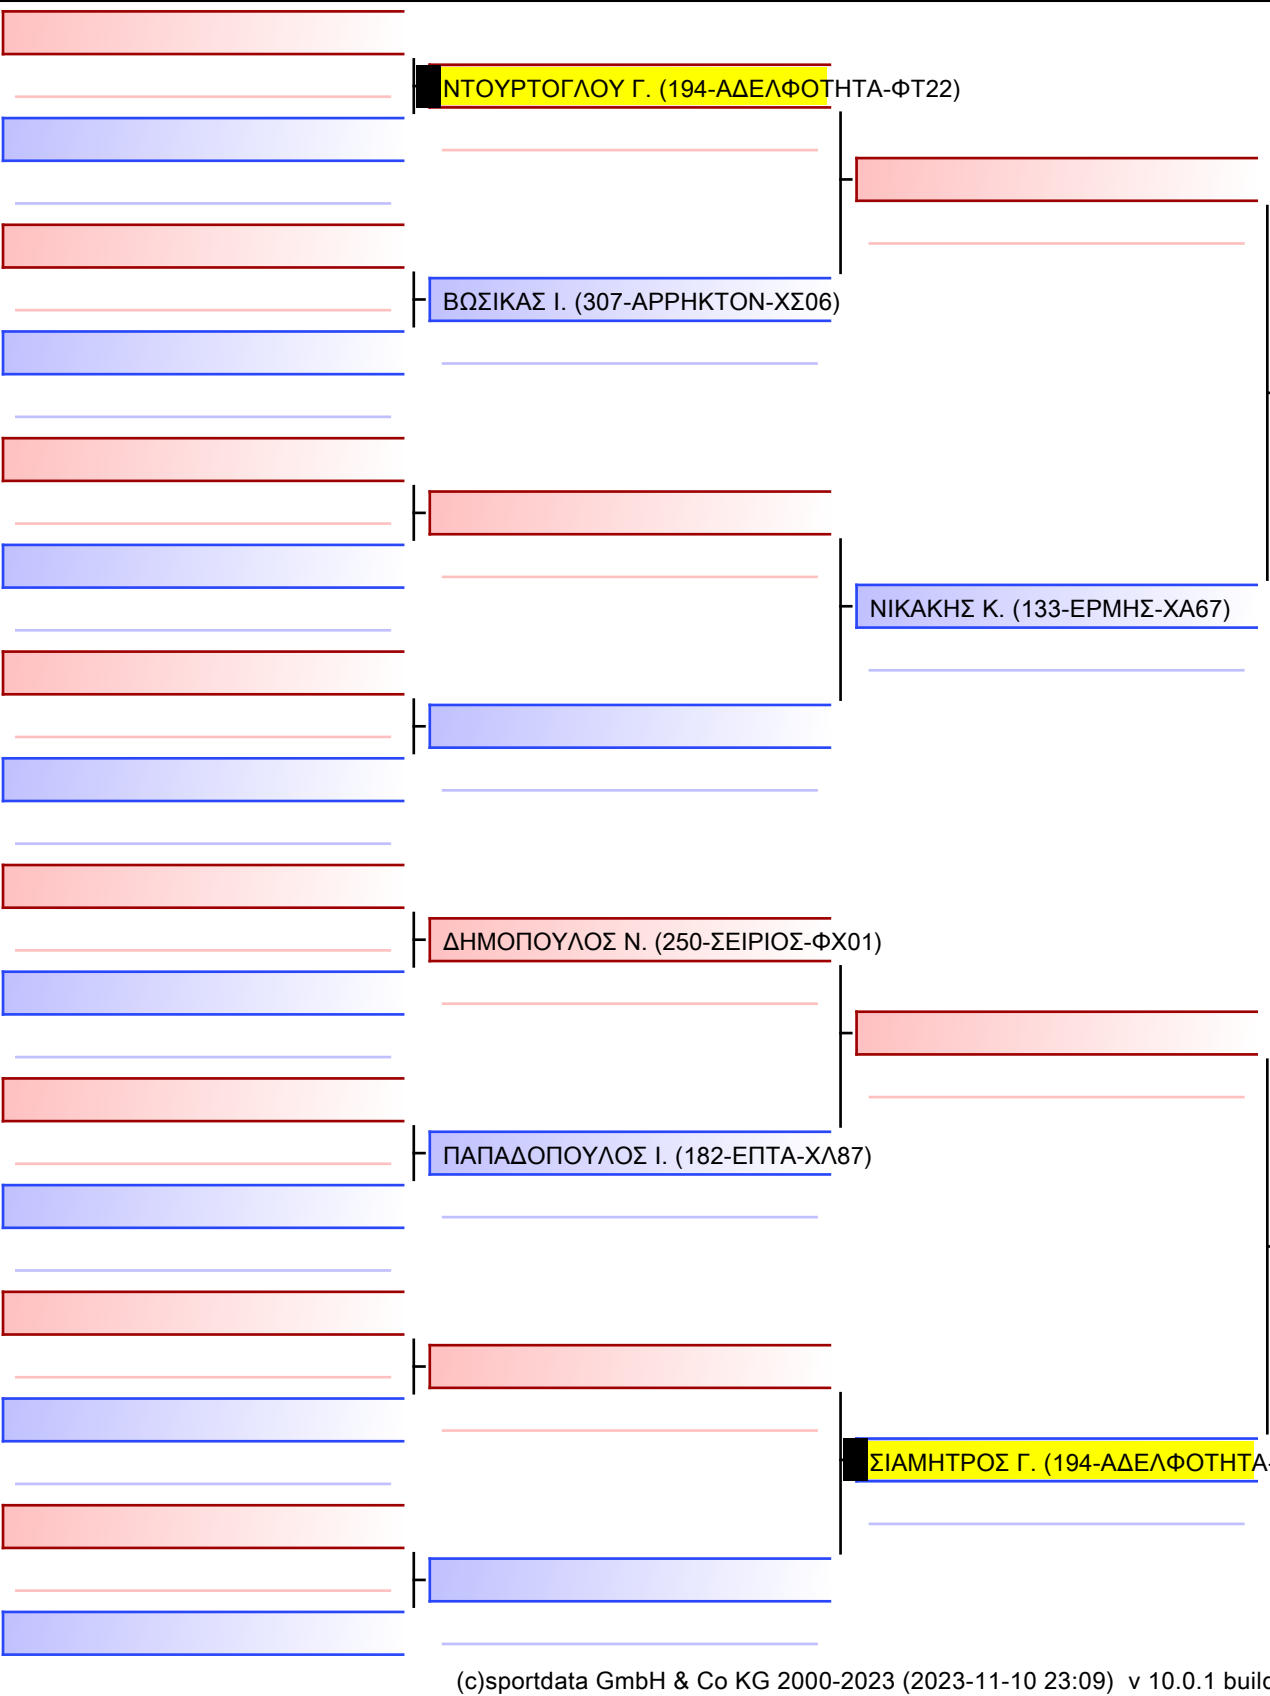 ΝΤΟΥΡΤΟΓΛΟΥ Γ. (194-ΑΔΕΛΦΟΤΗΤΑ-ΦΤ22)
ΒΩΣΙΚΑΣ Ι. (307-ΑΡΡΗΚΤΟΝ-ΧΣ06)
ΝΙΚΑΚΗΣ Κ. (133-ΕΡΜΗΣ-ΧΑ67)
ΔΗΜΟΠΟΥΛΟΣ Ν. (250-ΣΕΙΡΙΟΣ-ΦΧ01)
ΠΑΠΑΔΟΠΟΥΛΟΣ Ι. (182-ΕΠΤΑ-ΧΛ87)
ΣΙΑΜΗΤΡΟΣ Γ. (194-ΑΔΕΛΦΟΤΗΤΑ-
(c)sportdata GmbH & Co KG 2000-2023 (2023-11-10 23:09) v 10.0.1